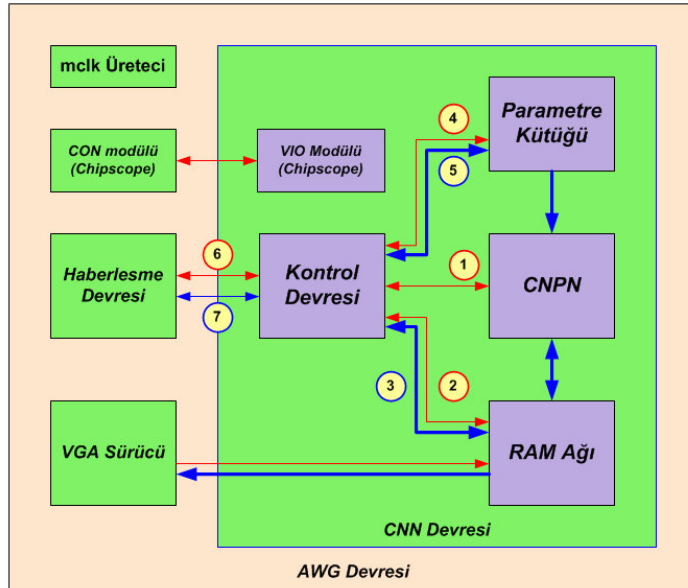 mclk Üreteci
Parametre
Kütüğü
4
CON modülü
(Chipscope)
VIO Modülü
(Chipscope)
5
6
Haberlesme
Devresi
Kontrol
Devresi
1
CNPN
7
3
2
VGA Sürücü
RAM Ağı
CNN Devresi
AWG Devresi